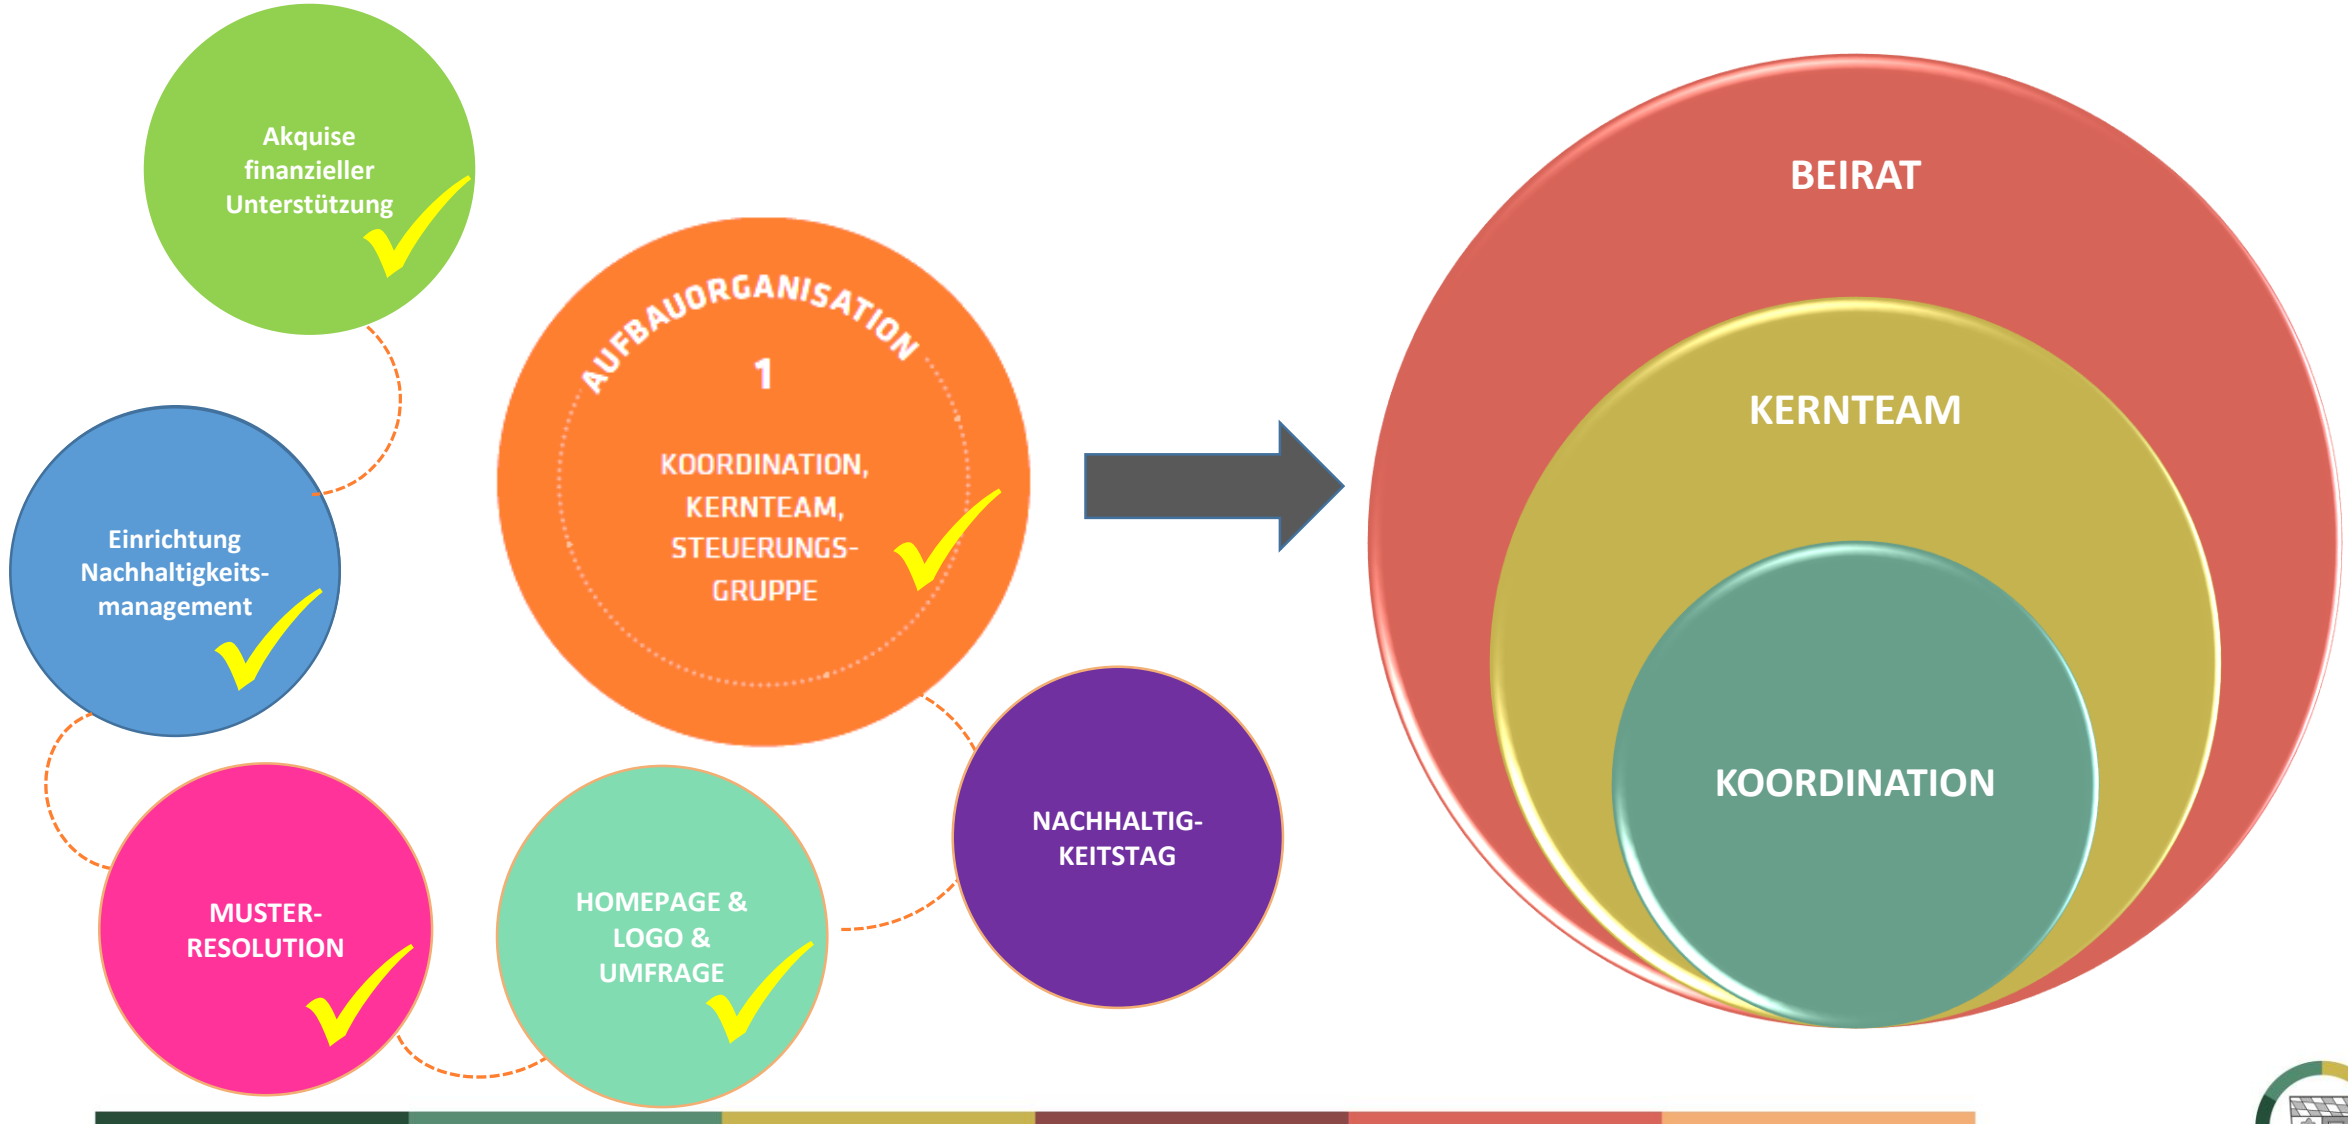 Akquise
finanzieller
Unterstützung
Einrichtung
Nachhaltigkeits-
management
MUSTER-
RESOLUTION
HOMEPAGE &
LOGO &
UMFRAGE
NACHHALTIG-
KEITSTAG
AUFBAUORGANISATION
1
KOORDINATION,
KERNTEAM,
STEUERUNGS-
GRUPPE
BEIRAT
KERNTEAM
KOORDINATION